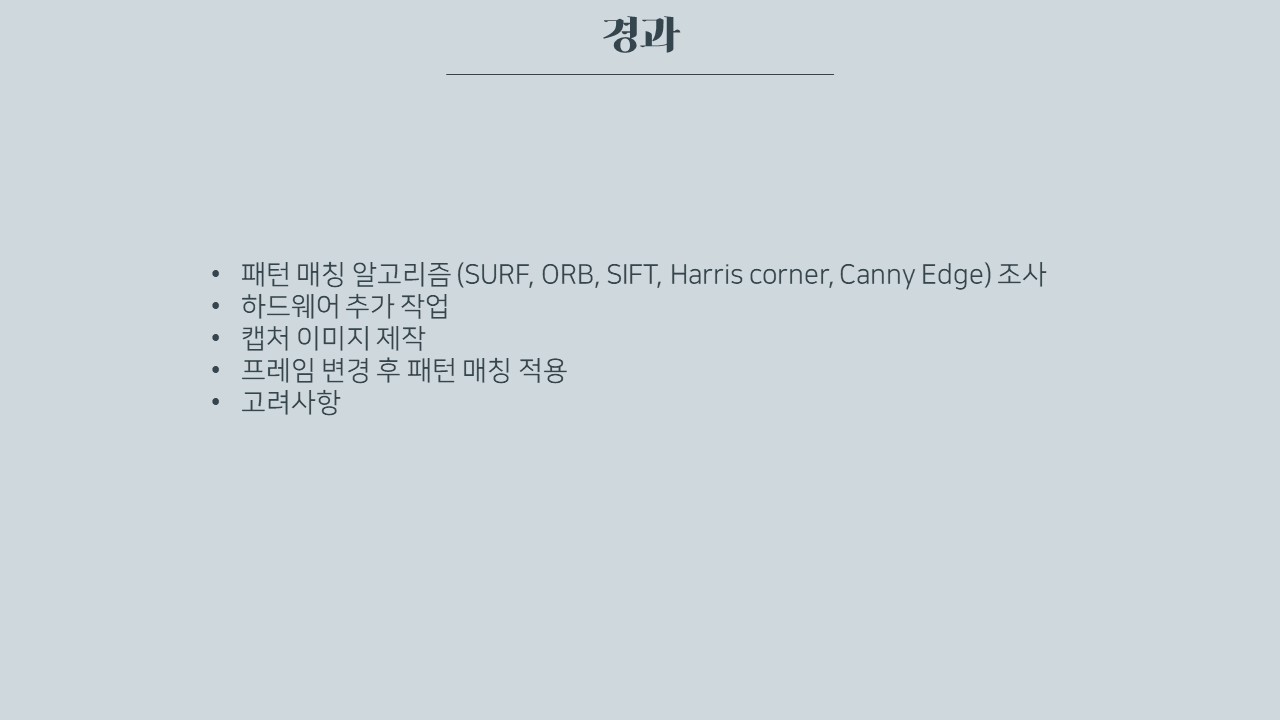 경과
• 패턴 매칭 알고리즘 (SURF, ORB, SIFT, Harris corner, Canny Edge) 조사
• 하드웨어 추가 작업
• 캡처 이미지 제작
• 프레임 변경 후 패턴 매칭 적용
• 고려사항